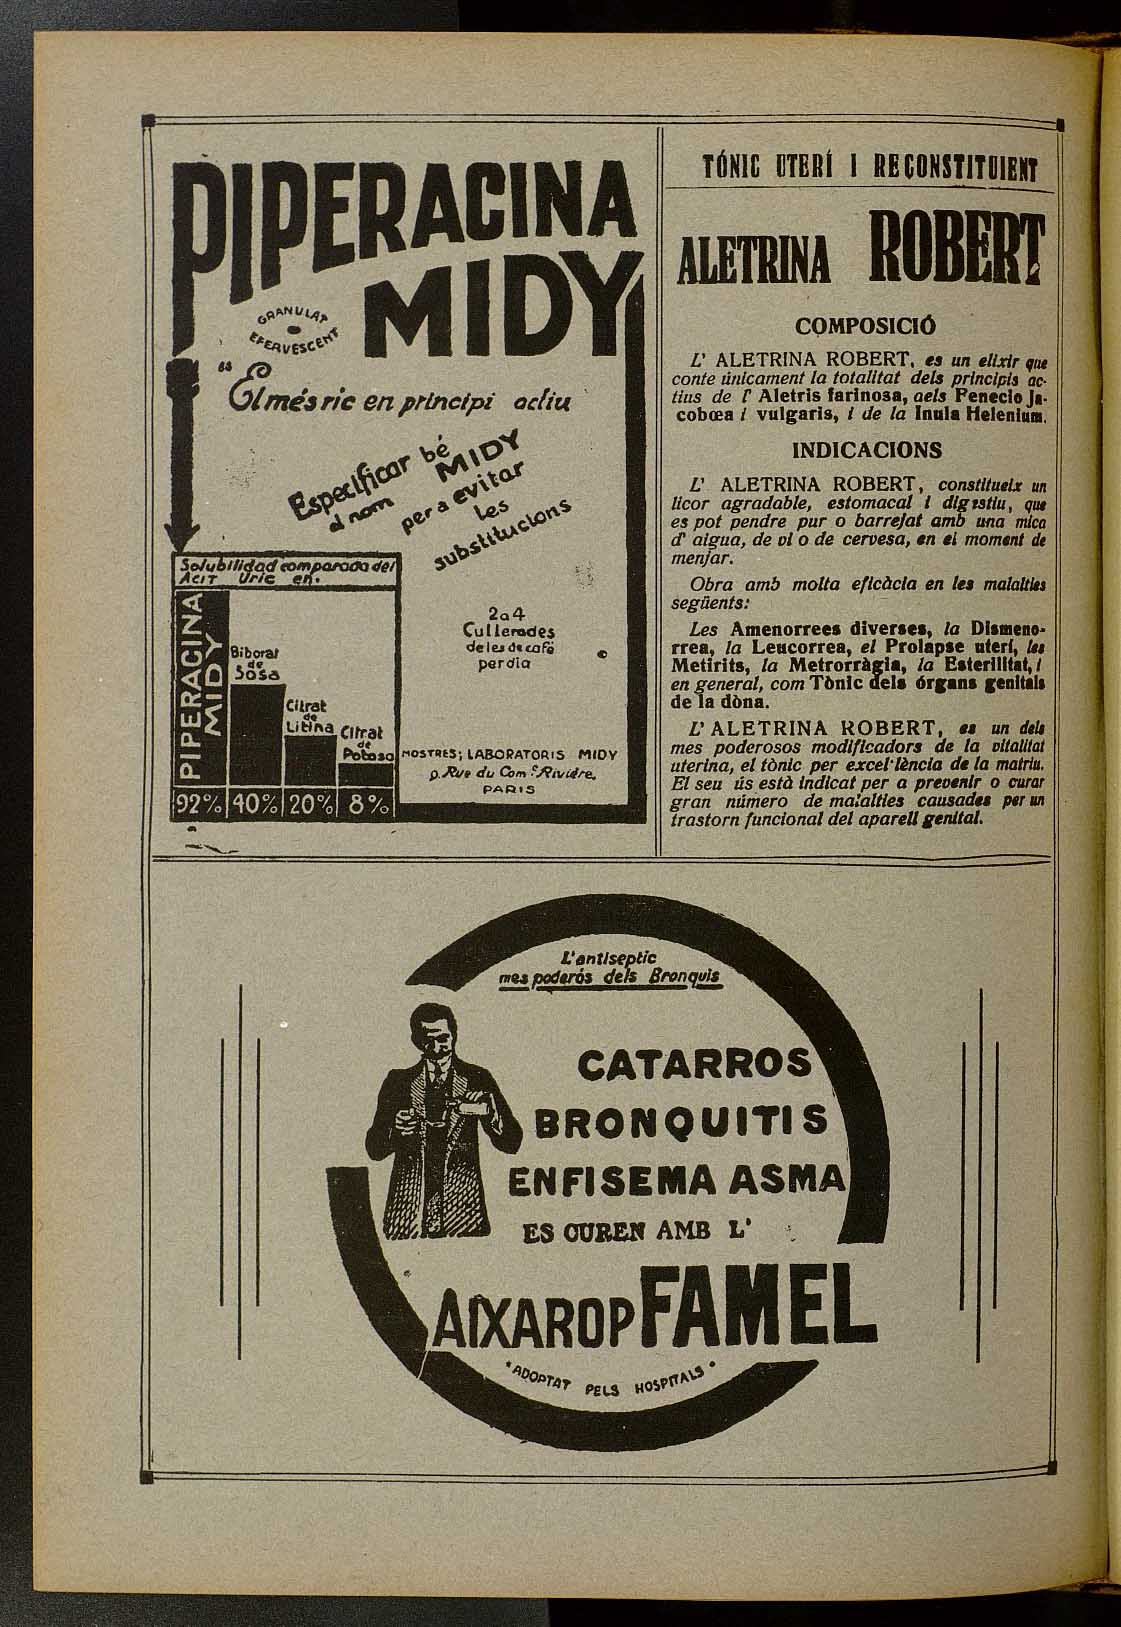 PIPERACINA
MIDY
GRANULAT
EFERVESCENT
"El més ric en principi actiu
Especificar bé
el nom MIDY
per a evitar
les
substitucions
Solubilidad comparada del
ACIT Uric en.
PIPERACINA
MIDY
Biborat
de
Sosa
Citrat
de
Litina
Citrat
de
Potasa
92% 40% 20% 8%
2 a 4
Cullerades
de les de café
per dia
MOSTRES; LABORATORIS MIDY
9. Rue du Com.t Rivière.
PARIS
TÓNIC UTERÍ I REÇONSTITUIENT
ALETRINA ROBERT
COMPOSICIÓ
L' ALETRINA ROBERT, es un elixir que
conte únicament la totalitat dels principis ac-
tius de l' Aletris farinosa, aels Fenecio Ja-
cobœa i vulgaris, i de la Inula Helenium.
INDICACIONS
L' ALETRINA ROBERT, constitueix un
licor agradable, estomacal i digestiu, que
es pot pendre pur o barrejat amb una mica
d' aigua, de vi o de cervesa, en el moment de
menjar.
Obra amb molta eficàcia en les malalties
següents:
Les Amenorrees diverses, la Dismeno-
rrea, la Leucorrea, el Prolapse uterí, les
Metirits, la Metrorràgia, la Esterilitat, i
en general, com Tònic dels órgans genitals
de la dòna.
L' ALETRINA ROBERT, es un dels
mes poderosos modificadors de la vitalitat
uterina, el tònic per excel·lència de la matriu.
El seu ús està indicat per a prevenir o curar
gran número de malalties causades per un
trastorn funcional del aparell genital.
L'antiseptic
mes poderós dels Bronquis
CATARROS
BRONQUITIS
ENFISEMA ASMA
ES CUREN AMB L'
AIXAROP FAMEL
• ADOPTAT PELS HOSPITALS •